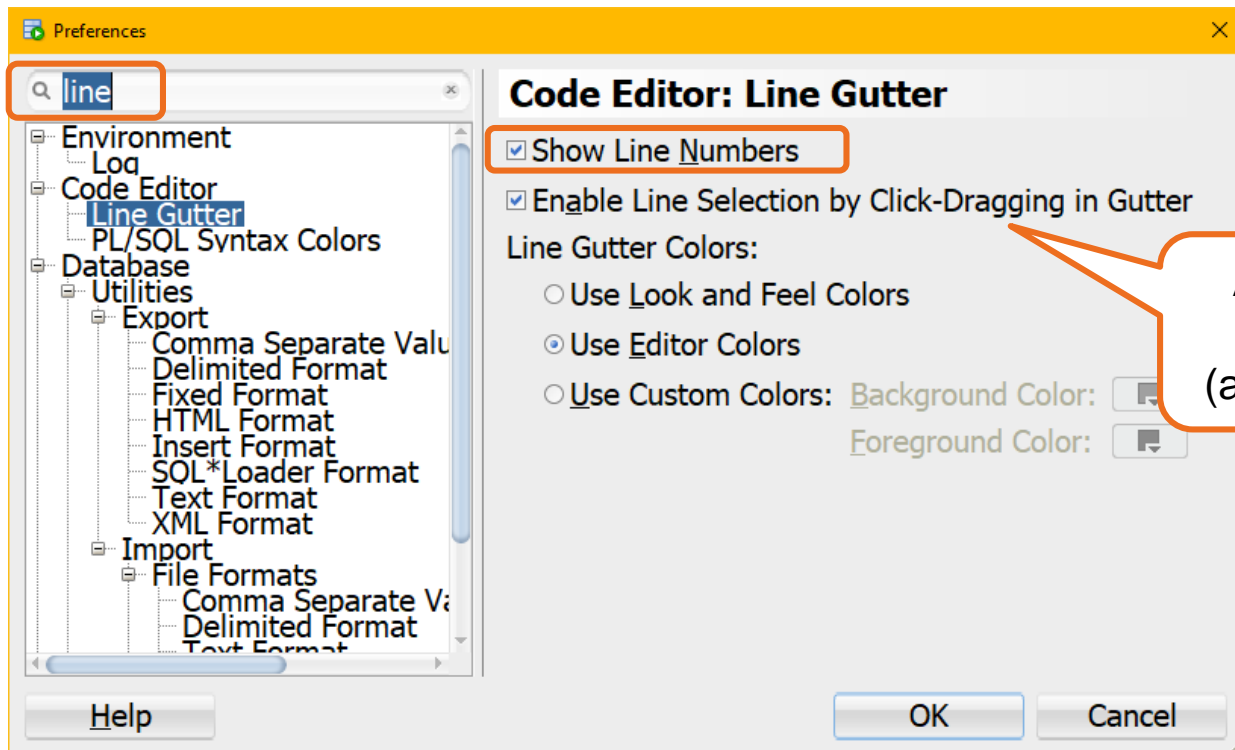 Preferences
line
Environment
Log
Code Editor
Line Gutter
PL/SQL Syntax Colors
Database
Utilities
Export
Comma Separate Valu
Delimited Format
Fixed Format
HTML Format
Insert Format
SQL*Loader Format
Text Format
XML Format
Import
File Formats
Comma Separate Va
Delimited Format
Text Format
Help
Code Editor: Line Gutter
Show Line Numbers
Enable Line Selection by Click-Dragging in Gutter
Line Gutter Colors:
Use Look and Feel Colors
Use Editor Colors
Use Custom Colors: Background Color:
Foreground Color:
(a
OK Cancel